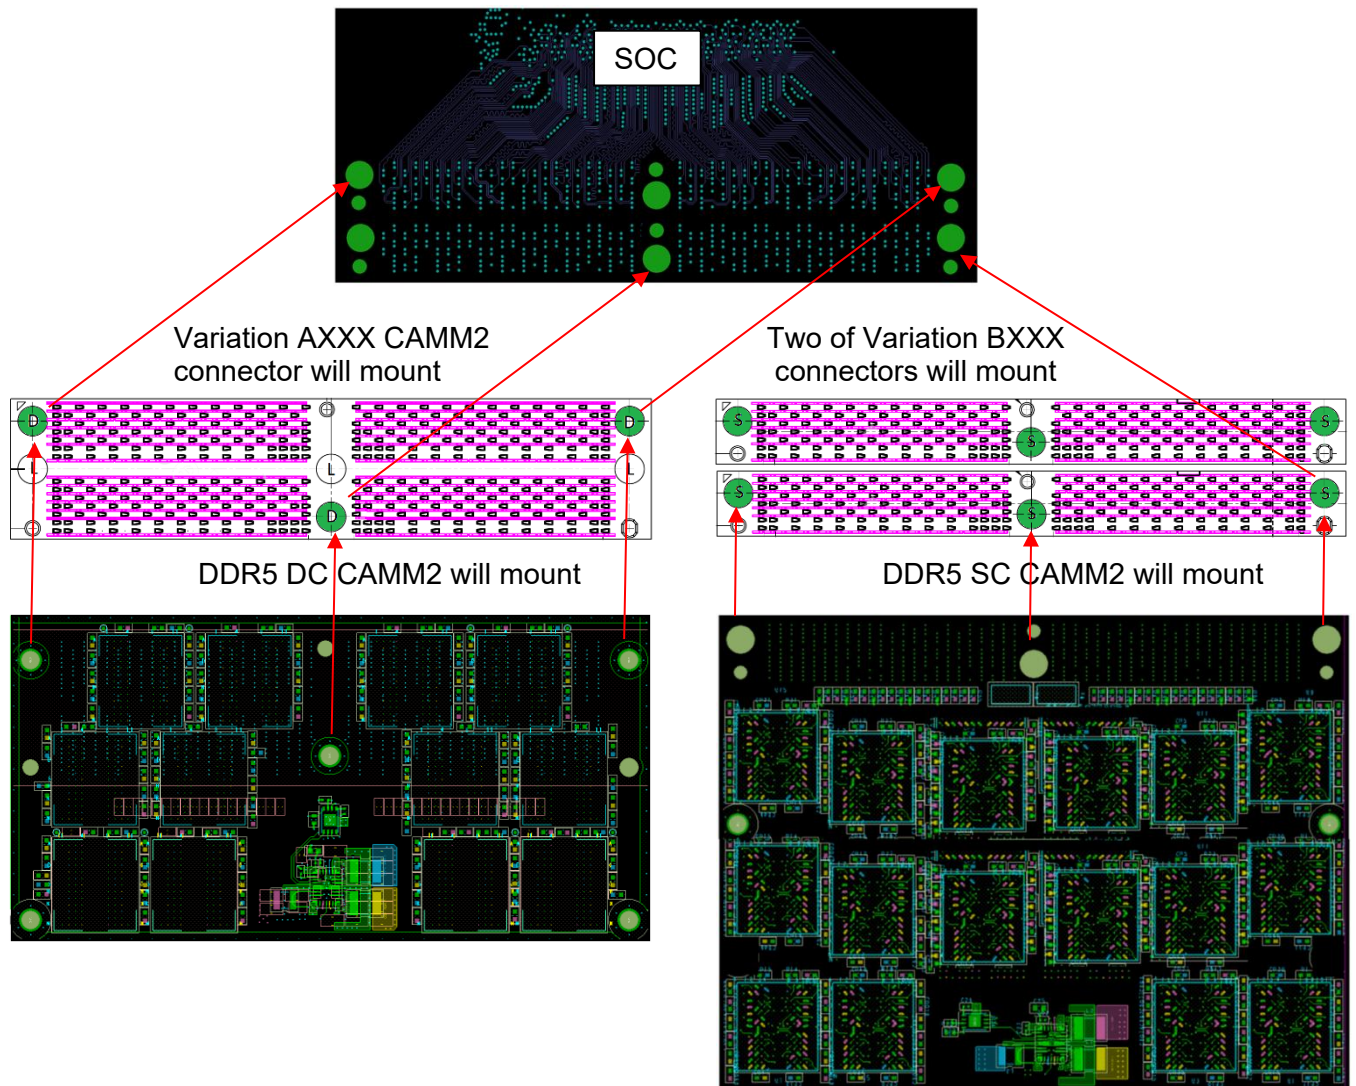 SOC
Variation AXXX CAMM2
connector will mount
Two of Variation BXXX
connectors will mount
D
D
L
L
L
D
S
S
S
S
S
S
DDR5 DC CAMM2 will mount
DDR5 SC CAMM2 will mount